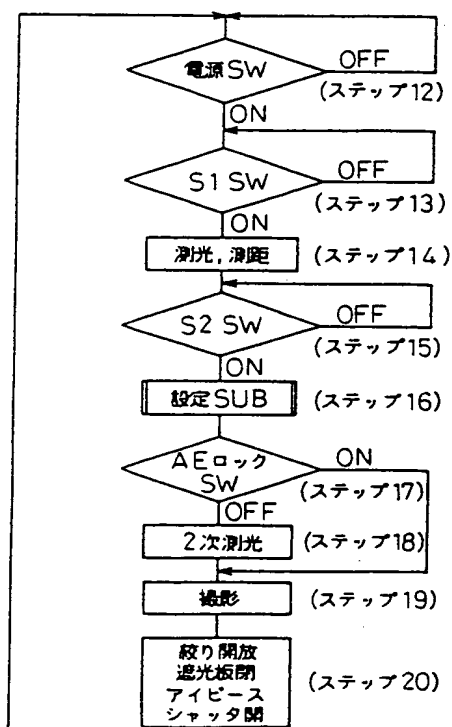 電源SW
OFF
(ステップ12)
ON
S1 SW
OFF
(ステップ13)
ON
測光,測距
(ステップ14)
S2 SW
OFF
(ステップ15)
ON
設定SUB
(ステップ16)
AEロック
SW
ON
(ステップ17)
OFF
2次測光
(ステップ18)
撮影
(ステップ19)
絞り開放
遮光板閉
アイピース
シャッタ開
(ステップ20)